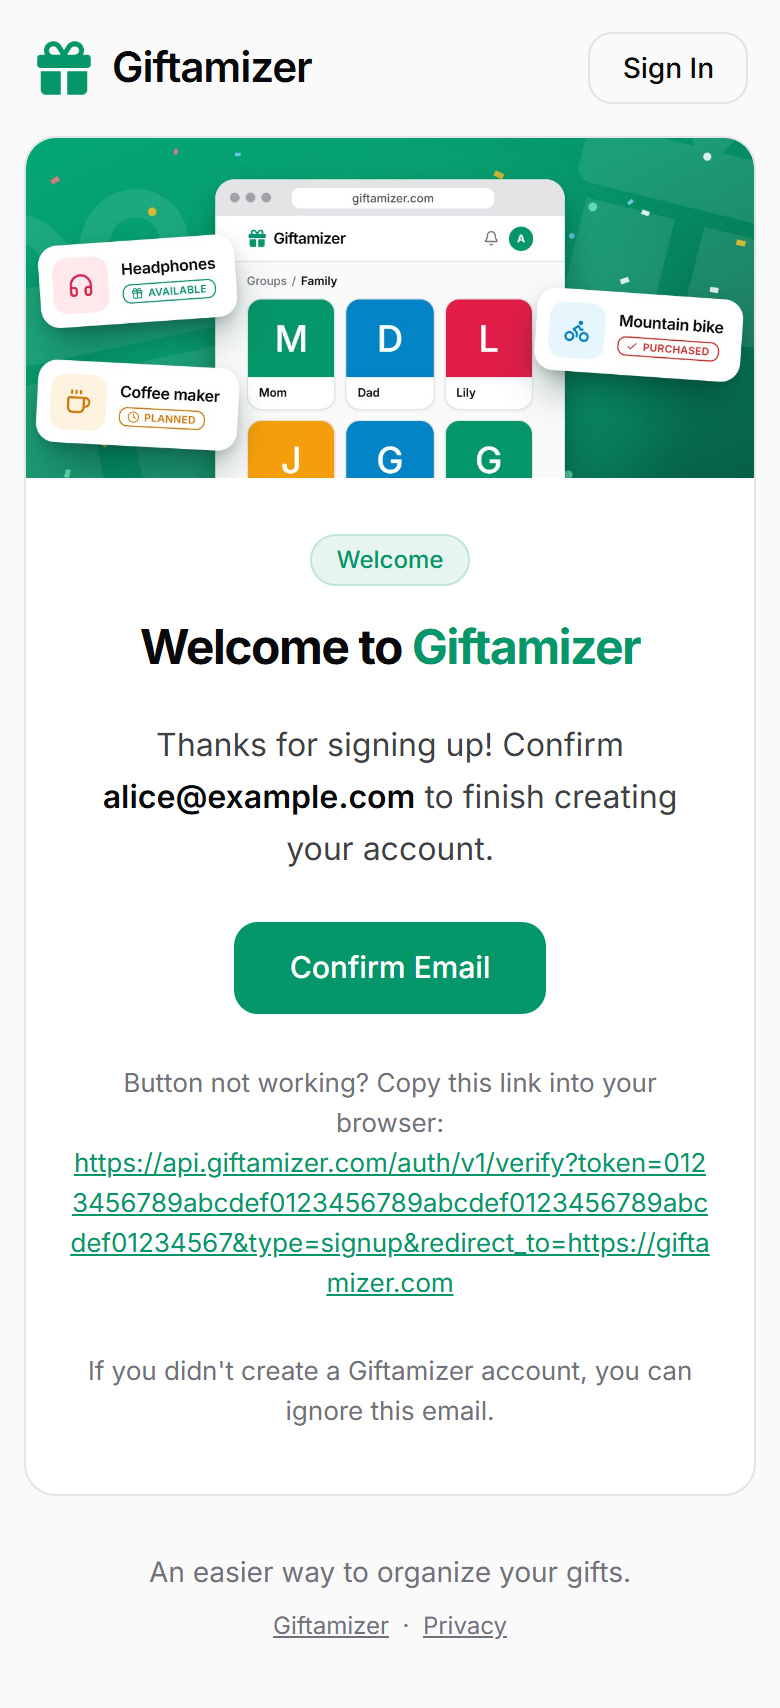 Giftamizer
Sign In
giftamizer.com
Giftamizer
A
Groups / Family
Headphones
AVAILABLE
M
D
L
Mom
Dad
Lily
Mountain bike
PURCHASED
Coffee maker
PLANNED
J
G
G
Welcome
Welcome to Giftamizer
Thanks for signing up! Confirm
alice@example.com to finish creating
your account.
Confirm Email
Button not working? Copy this link into your
browser:
https://api.giftamizer.com/auth/v1/verify?token=012
3456789abcdef0123456789abcdef0123456789abc
def01234567&type=signup&redirect_to=https://gifta
mizer.com
If you didn't create a Giftamizer account, you can
ignore this email.
An easier way to organize your gifts.
Giftamizer · Privacy